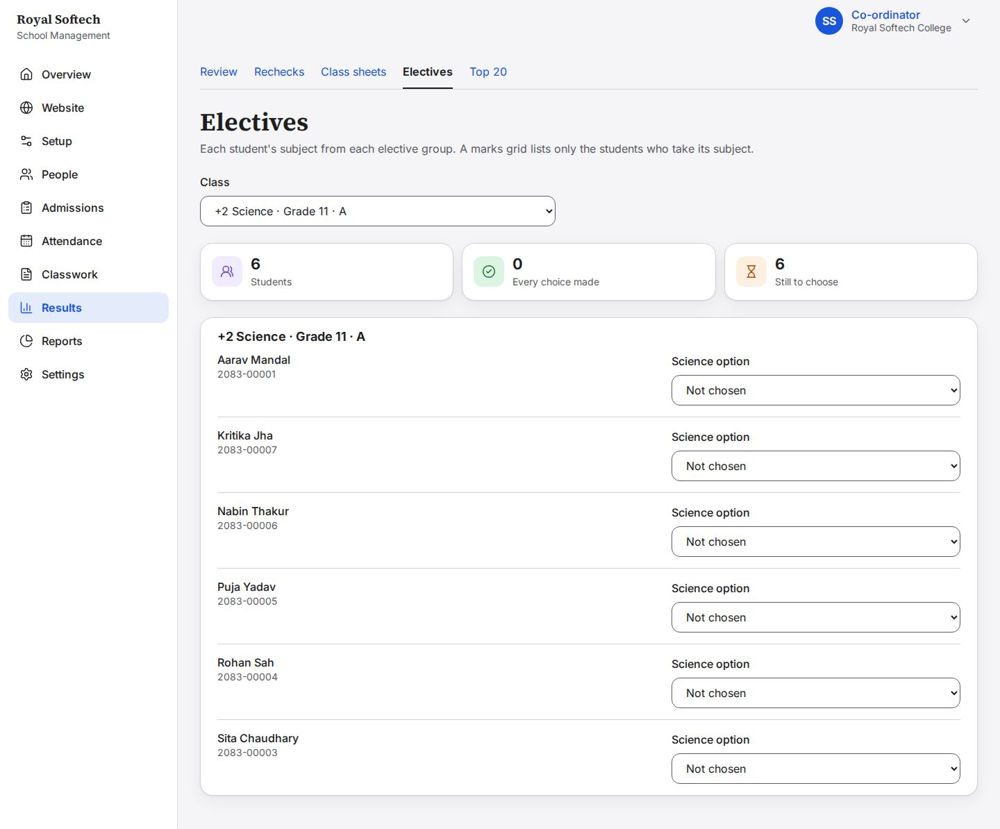 Royal Softech
School Management
Overview
Website
Setup
People
Admissions
Attendance
Classwork
Results
Reports
Settings
SS
Co-ordinator
Royal Softech College
Review
Rechecks
Class sheets
Electives
Top 20
Electives
Each student's subject from each elective group. A marks grid lists only the students who take its subject.
Class
+2 Science · Grade 11 · A
6
Students
0
Every choice made
6
Still to choose
+2 Science · Grade 11 · A
Aarav Mandal
2083-00001
Science option
Not chosen
Kritika Jha
2083-00007
Science option
Not chosen
Nabin Thakur
2083-00006
Science option
Not chosen
Puja Yadav
2083-00005
Science option
Not chosen
Rohan Sah
2083-00004
Science option
Not chosen
Sita Chaudhary
2083-00003
Science option
Not chosen